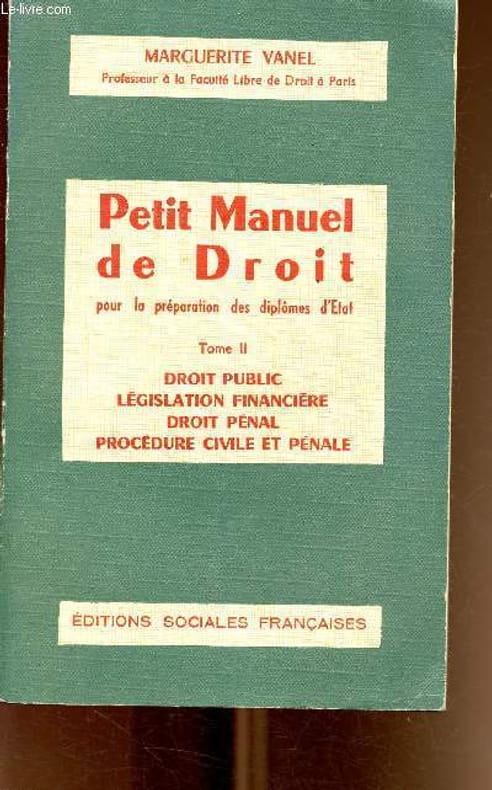 Le-livre.com
MARGUERITE VANEL
Professeur à la Faculté Libre de Droit à Paris
Petit Manuel
de Droit
pour la préparation des diplômes d'Etat
Tome II
DROIT PUBLIC
LÉGISLATION FINANCIÈRE
DROIT PÉNAL
PROCÉDURE CIVILE ET PÉNALE
ÉDITIONS SOCIALES FRANÇAISES